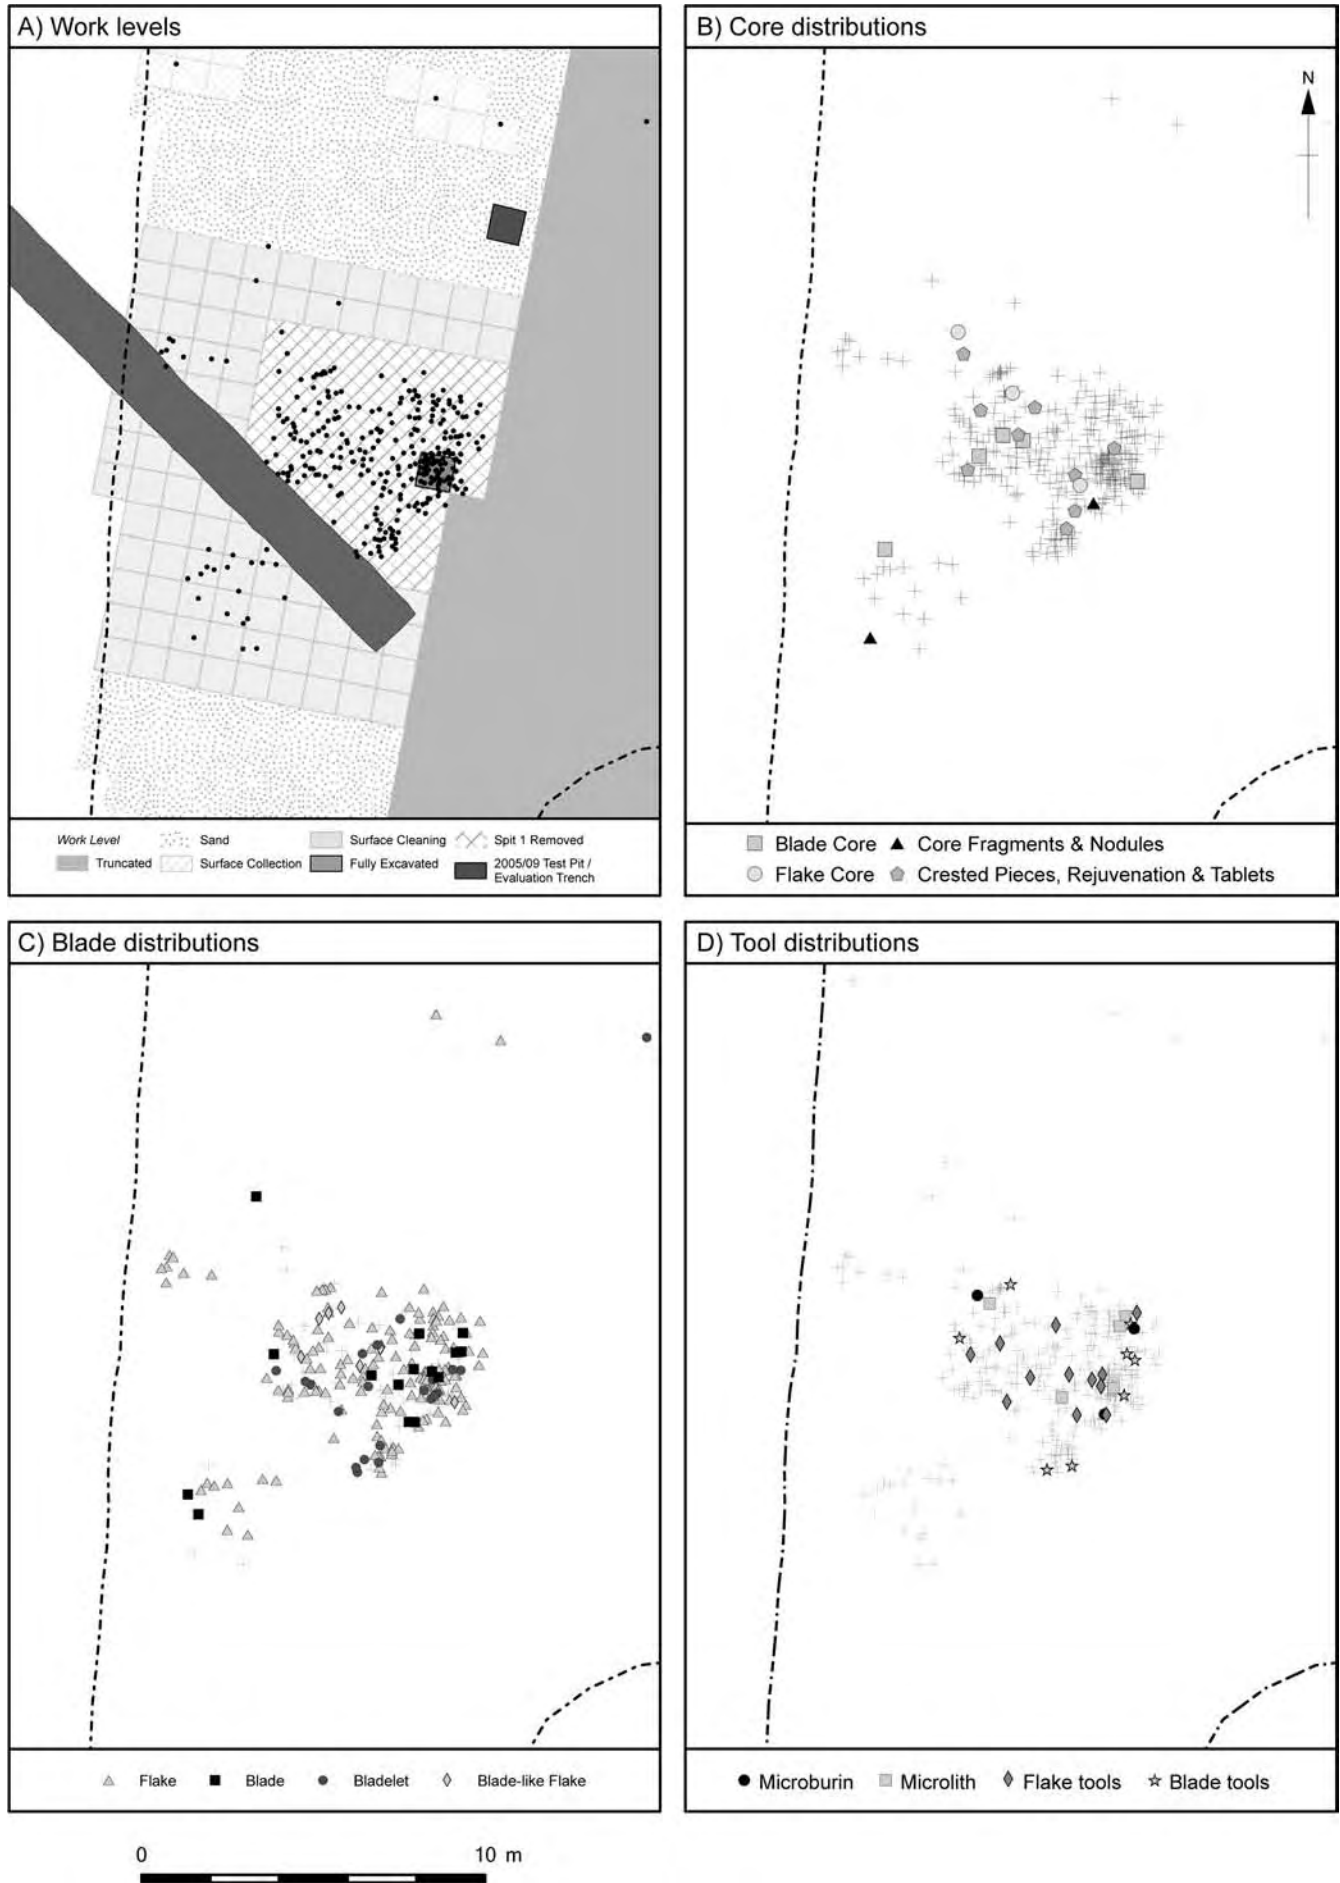 A) Work levels
B) Core distributions
N
Work Level
Sand
Surface Cleaning
Spit 1 Removed
Truncated
Surface Collection
Fully Excavated
2005/09 Test Pit /
Evaluation Trench
Blade Core
Core Fragments & Nodules
Flake Core
Crested Pieces, Rejuvenation & Tablets
C) Blade distributions
D) Tool distributions
Flake
Blade
Bladelet
Blade-like Flake
Microburin
Microlith
Flake tools
Blade tools
0
10 m